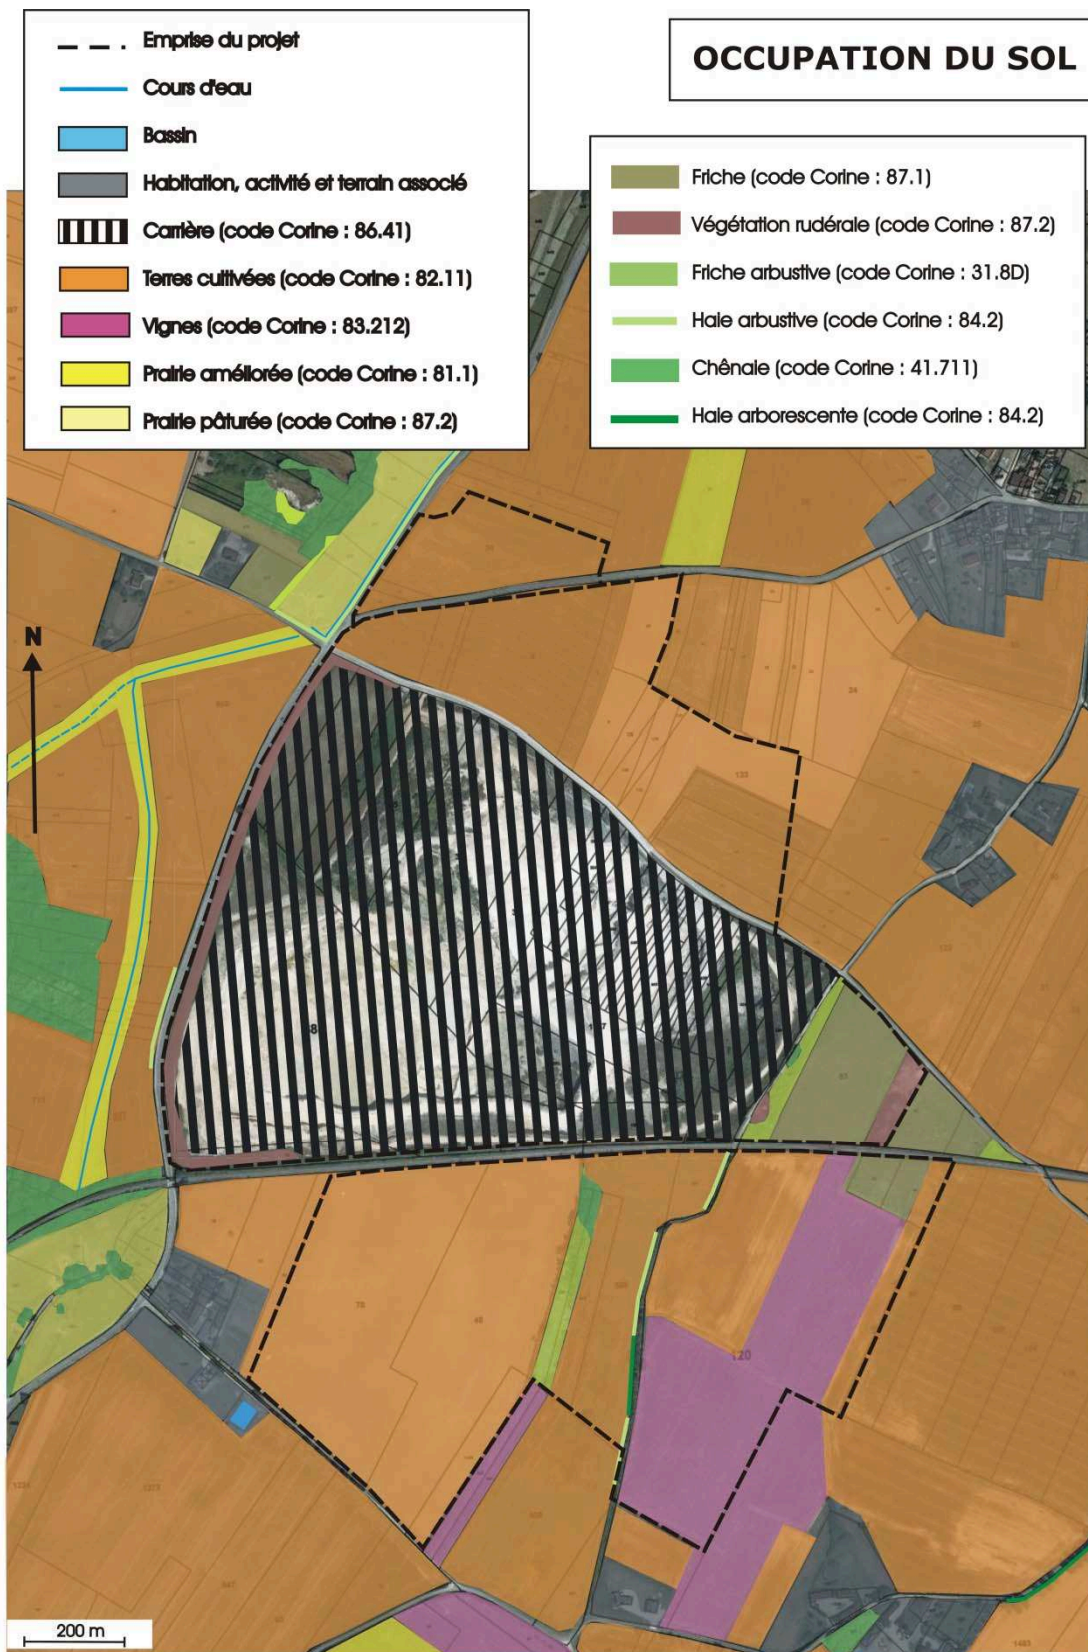 Emprise du projet
Cours d'eau
Bassin
Habitation, activité et terrain associé
Carrière (code Corine : 86.41)
Terres cultivées (code Corine : 82.11)
Vignes (code Corine : 83.212)
Prairie améliorée (code Corine : 81.1)
Prairie pâturée (code Corine : 87.2)
OCCUPATION DU SOL
Friche (code Corine : 87.1)
Végétation rudérale (code Corine : 87.2)
Friche arbustive (code Corine : 31.8D)
Haie arbustive (code Corine : 84.2)
Chênaie (code Corine : 41.711)
Haie arborescente (code Corine : 84.2)
N
24
133
120
200 m